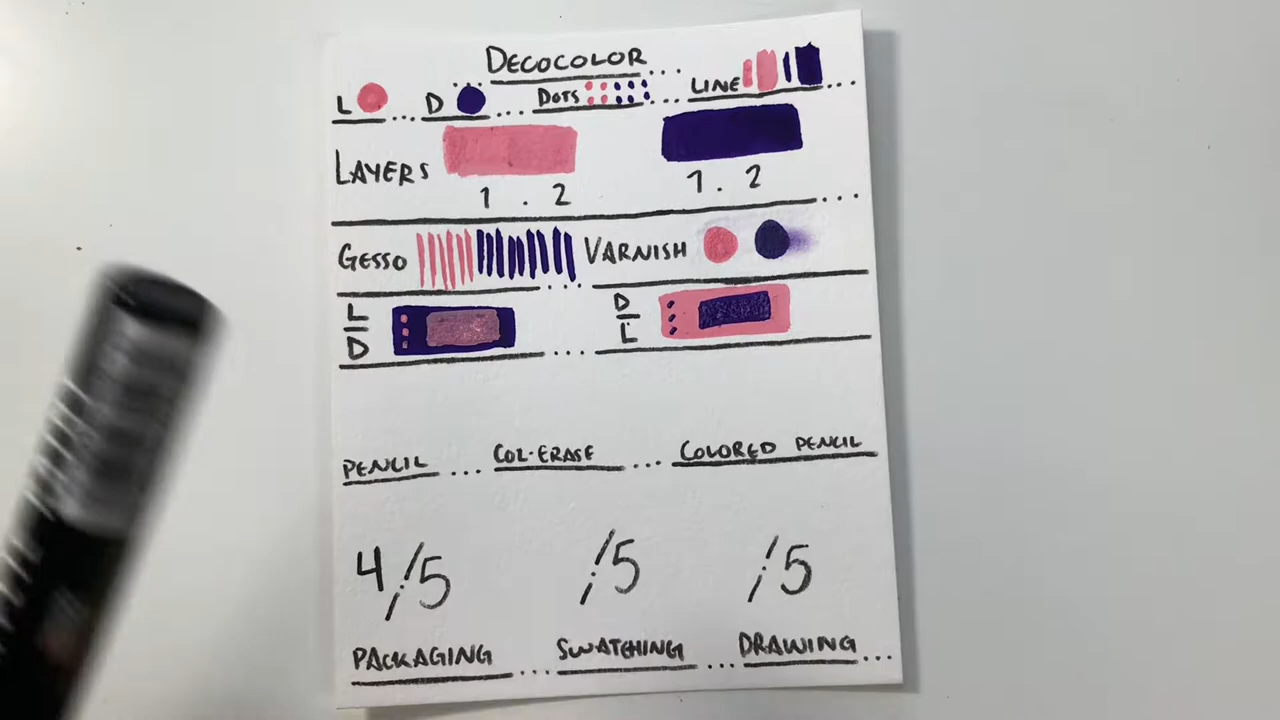 DECOCOLOR
L D DOTS LINE
LAYERS
1 . 2 1 . 2
GESSO VARNISH
L D
D L
PENCIL ... COL-ERASE ... COLORED PENCIL
4/5 /5 /5
PACKAGING ... SWATCHING ... DRAWING ...